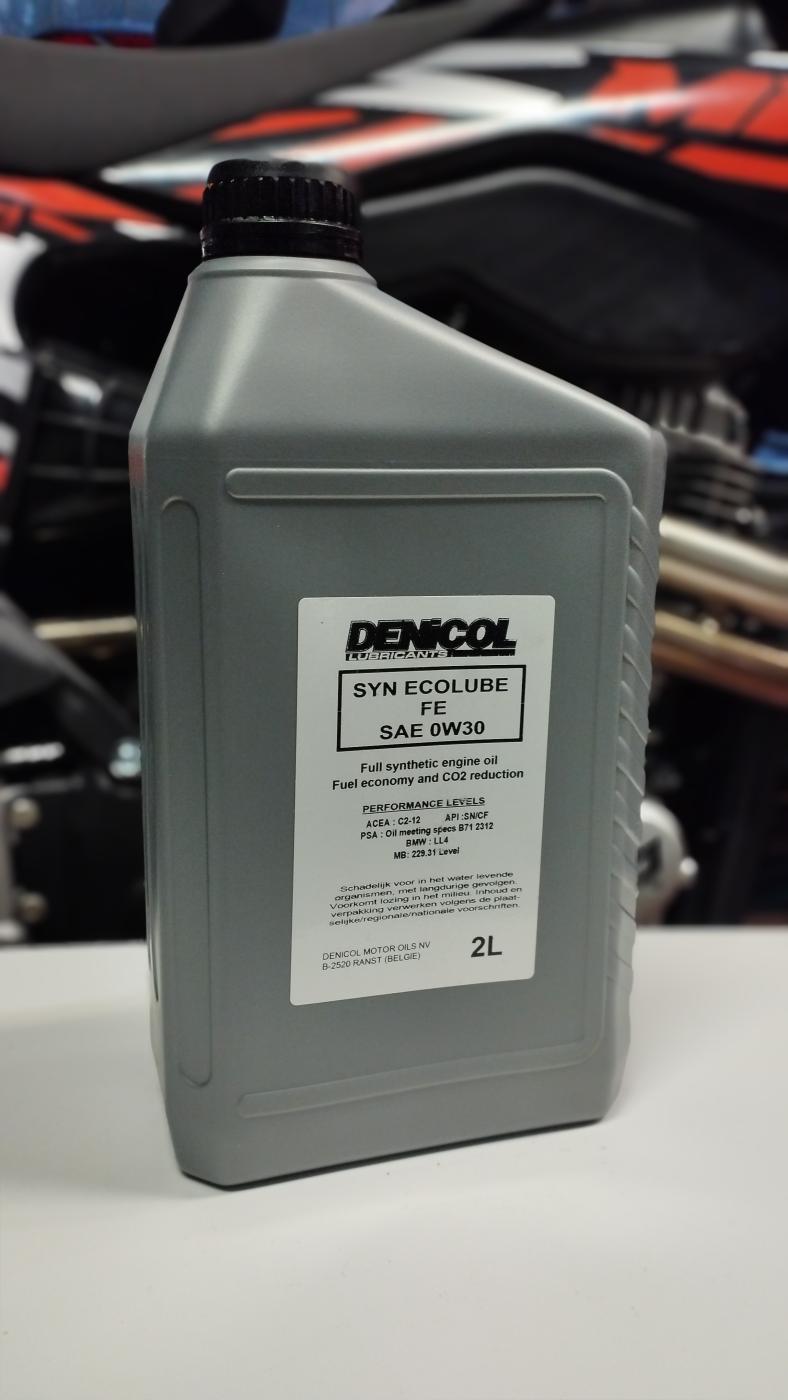 DENiCOL
LUBRICANTS
SYN ECOLUBE
FE
SAE 0W30
Full synthetic engine oil
Fuel economy and CO2 reduction
PERFORMANCE LEVELS
ACEA : C2-12 API :SN/CF
PSA : Oil meeting specs B71 2312
BMW : LL4
MB: 229.31 Level
Schadelijk voor in het water levende
organismen, met langdurige gevolgen.
Voorkomt lozing in het milieu. Inhoud en
verpakking verwerken volgens de plaat-
selijke/regionale/nationale voorschriften.
DENICOL MOTOR OILS NV
B-2520 RANST (BELGIE)
2L